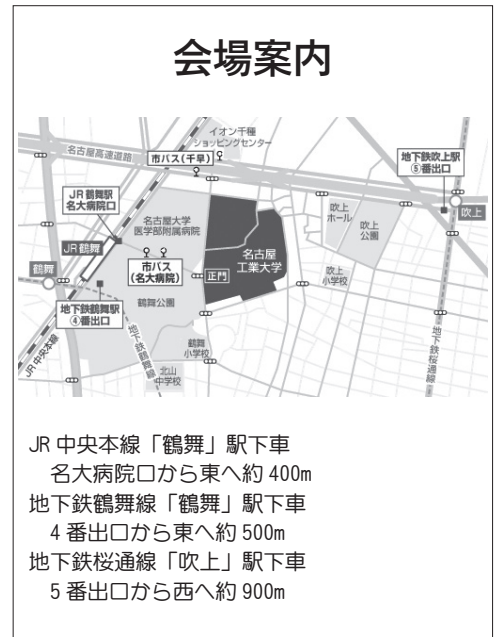 会場案内
イオン千種
ショッピングセンター
名古屋高速道路
市バス(千早)
地下鉄吹上駅
⑤番出口
JR鶴舞駅
名大病院口
名古屋大学
医学部附属病院
吹上
ホール
吹上
公園
吹上
JR鶴舞
市バス
(名大病院)
名古屋
工業大学
正門
吹上
小学校
鶴舞
鶴舞公園
地下鉄鶴舞駅
④番出口
地下鉄鶴舞線
鶴舞
小学校
北山
中学校
JR中央本線
地下鉄桜通線
JR 中央本線「鶴舞」駅下車
名大病院口から東へ約 400m
地下鉄鶴舞線「鶴舞」駅下車
4 番出口から東へ約 500m
地下鉄桜通線「吹上」駅下車
5 番出口から西へ約 900m